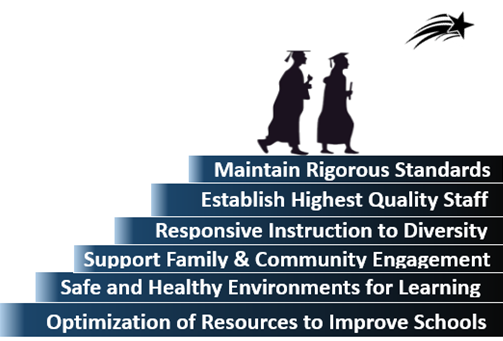 Maintain Rigorous Standards
Establish Highest Quality Staff
Responsive Instruction to Diversity
Support Family & Community Engagement
Safe and Healthy Environments for Learning
Optimization of Resources to Improve Schools